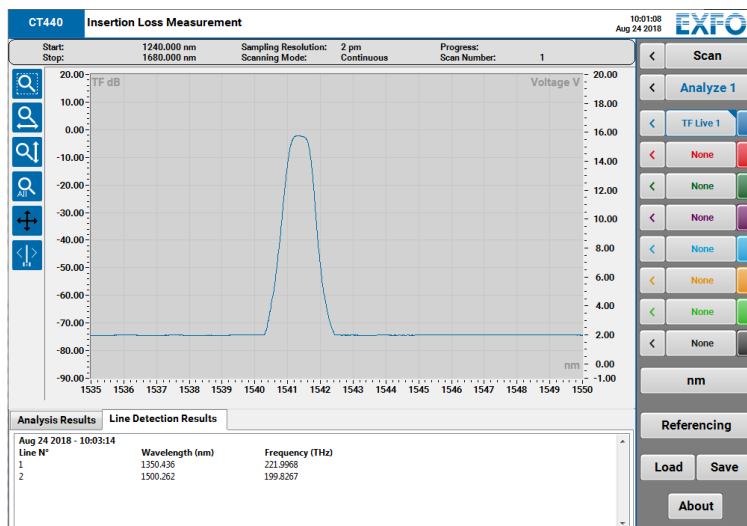 CT440 Insertion Loss Measurement 10:01:08 EXFO
Aug 24 2018
Start: 1240.000 nm Sampling Resolution: 2 pm Progress:
Stop: 1680.000 nm Scanning Mode: Continuous Scan Number: 1
Scan
Analyze 1
TF Live 1
None
None
None
None
None
None
None
nm
Referencing
Load Save
About
All
TF dB Voltage V
20.00
10.00
0.00
-10.00
-20.00
-30.00
-40.00
-50.00
-60.00
-70.00
-80.00
-90.00
20.00
18.00
16.00
14.00
12.00
10.00
8.00
6.00
4.00
2.00
0.00
-1.00
nm
1535 1536 1537 1538 1539 1540 1541 1542 1543 1544 1545 1546 1547 1548 1549 1550
Analysis Results Line Detection Results
Aug 24 2018 - 10:03:14
Line N° Wavelength (nm) Frequency (THz)
1 1350.436 221.9968
2 1500.262 199.8267